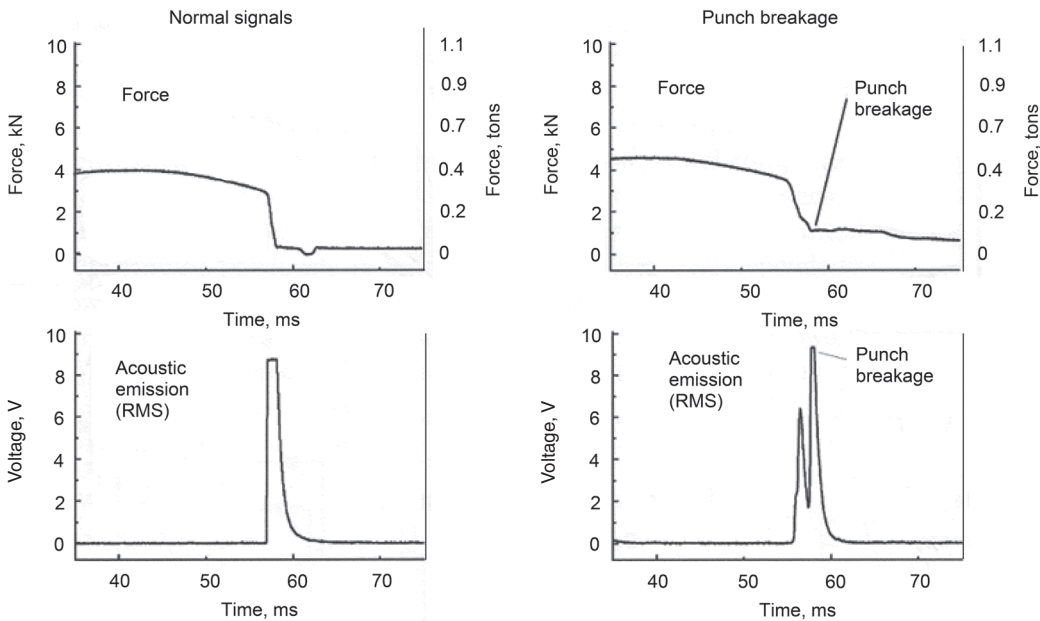 Normal signals
10
8
6
4
2
0
Force, kN
Force
1.1
0.9
0.7
0.4
0.2
0
Force, tons
40 50 60 70
Time, ms
Punch breakage
10
8
6
4
2
0
Force, kN
Force
Punch
breakage
1.1
0.9
0.7
0.4
0.2
0
Force, tons
40 50 60 70
Time, ms
10
8
6
4
2
0
Voltage, V
Acoustic
emission
(RMS)
40 50 60 70
Time, ms
10
8
6
4
2
0
Voltage, V
Acoustic
emission
(RMS)
Punch
breakage
40 50 60 70
Time, ms